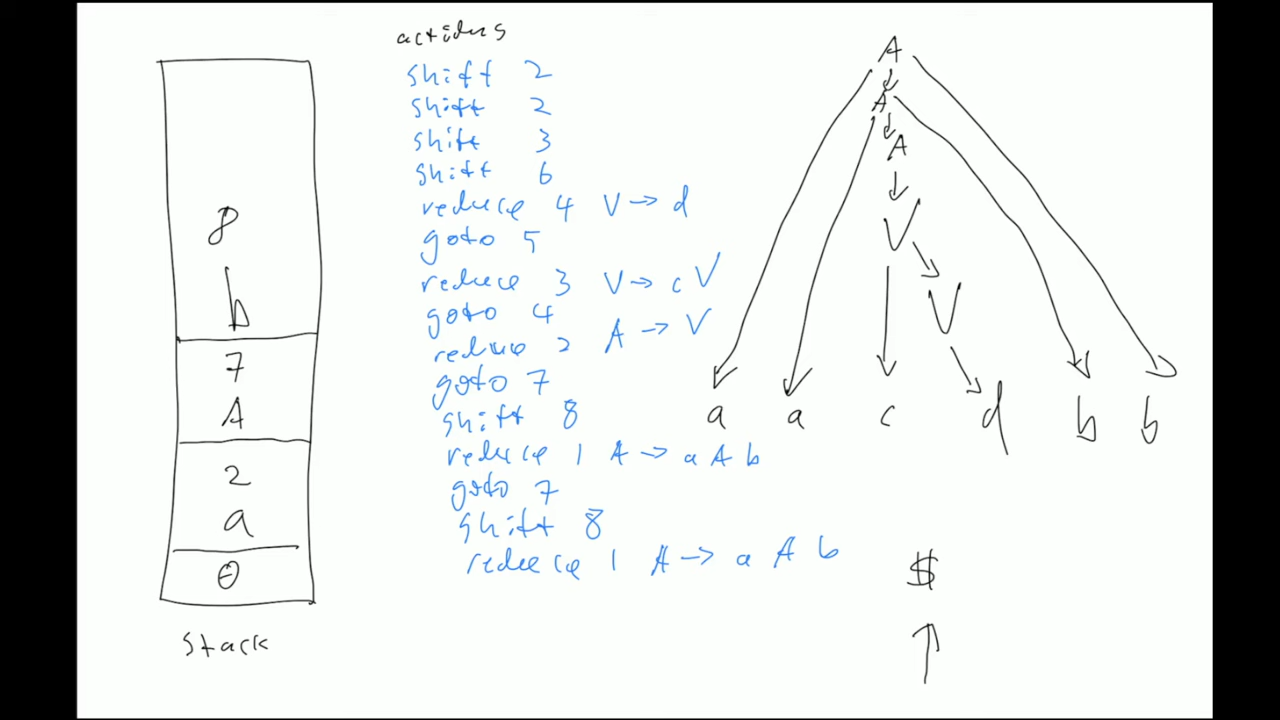 actions
shift 2
shift 2
shift 3
shift 6
reduce 4 V → d
goto 5
reduce 3 V → c V
goto 4
reduce 2 A → V
goto 7
shift 8
reduce 1 A → a A b
goto 7
shift 8
reduce 1 A → a A b
8
b
7
A
2
a
0
stack
A
A
A
V
V
a a c d b b
$